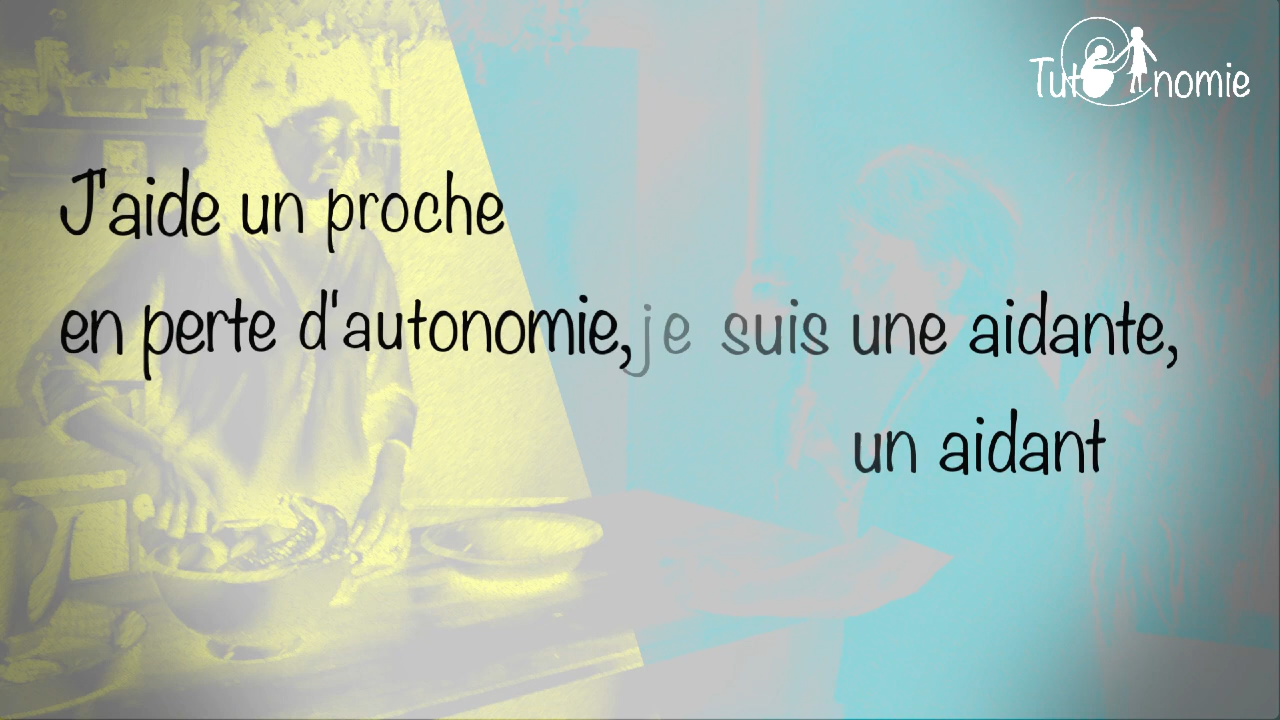 Tutonomie
J'aide un proche
en perte d'autonomie, je suis une aidante,
un aidant